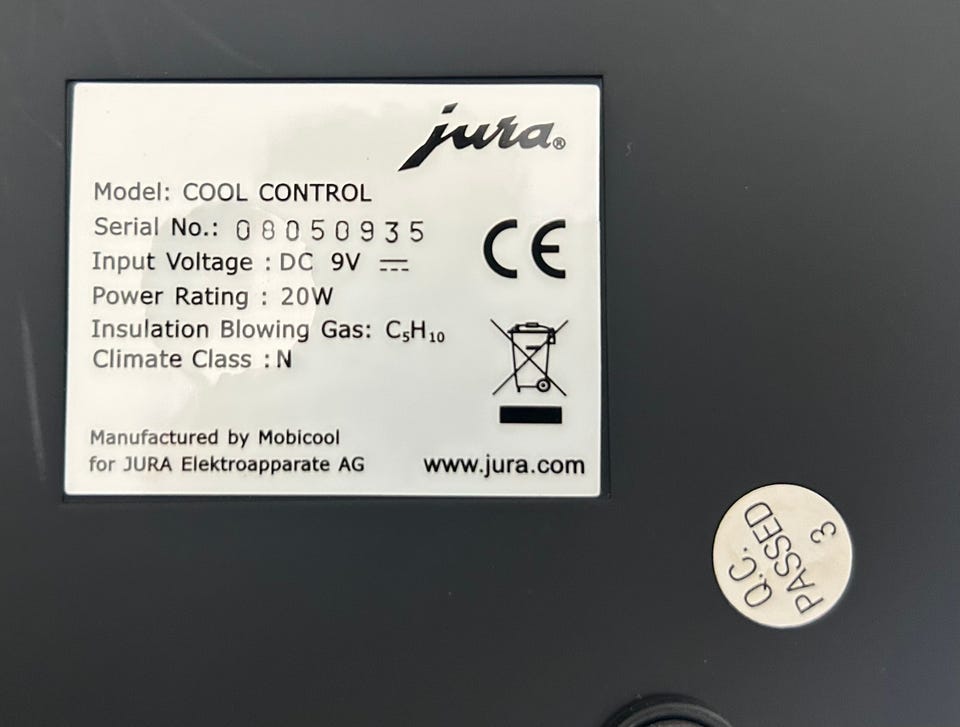 jura®
Model: COOL CONTROL
Serial No.: 08050935
Input Voltage : DC 9V
Power Rating : 20W
Insulation Blowing Gas: C₅H₁₀
Climate Class : N
CE
Manufactured by Mobicool
for JURA Elektroapparate AG
www.jura.com
Q.C.
PASSED
3